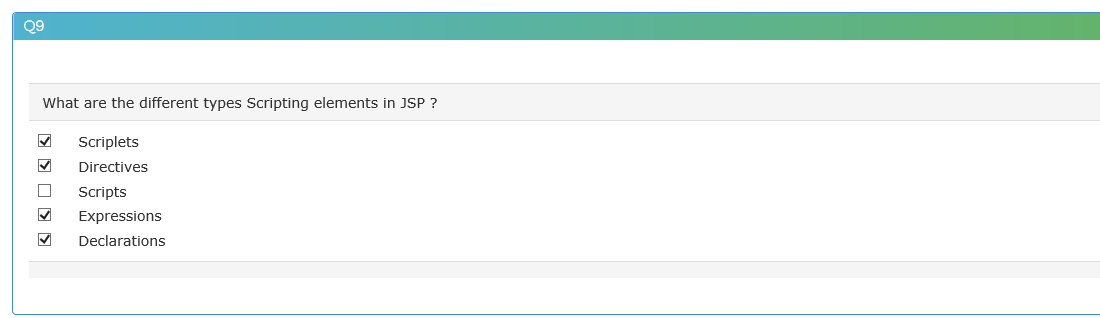 Q9
What are the different types Scripting elements in JSP ?
Scriplets
Directives
Scripts
Expressions
Declarations